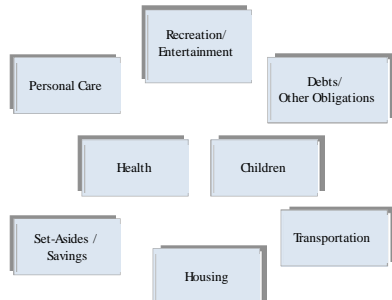 Recreation/
Entertainment
Personal Care
Debts/
Other Obligations
Health
Children
Set-Asides /
Savings
Transportation
Housing